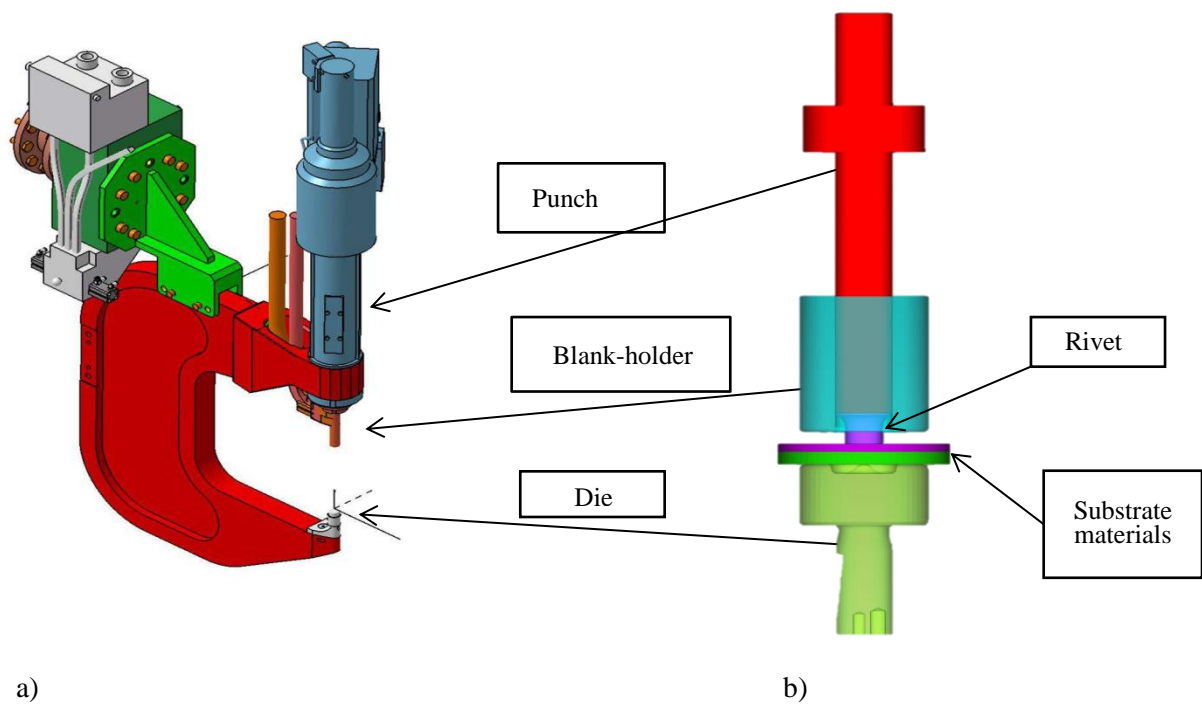 Punch
Blank-holder
Rivet
Die
Substrate
materials
a)
b)